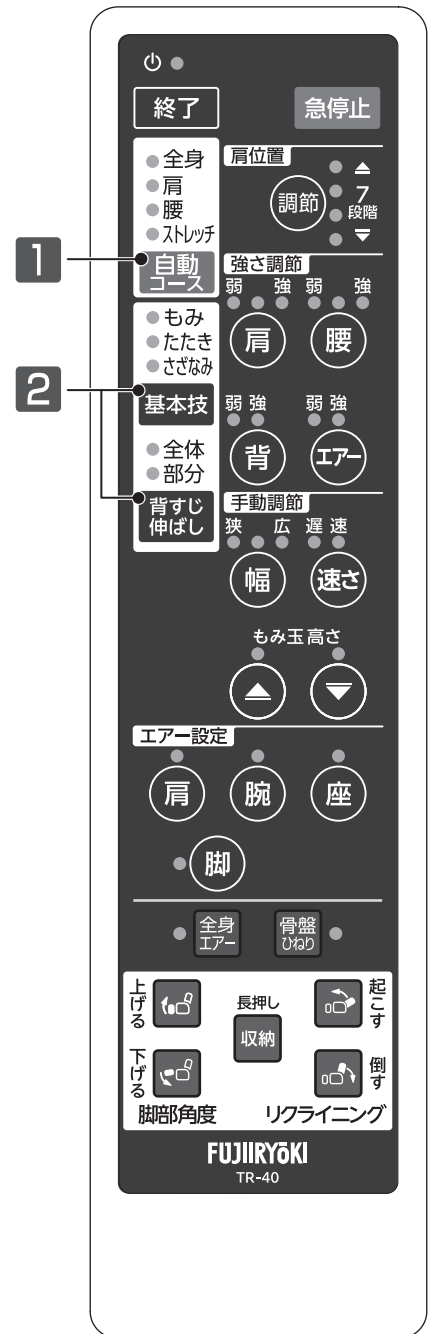 終了
急停止
全身
肩
腰
ストレッチ
1
自動
コース
肩位置
調節
7
段階
強さ調節
弱 強 弱 強
肩 腰
もみ
たたき
さざなみ
2
基本技
弱 強 弱 強
背 エアー
全体
部分
背すじ
伸ばし
手動調節
狭 広 遅 速
幅 速さ
もみ玉高さ
エアー設定
肩 腕 座
脚
全身
エアー
骨盤
ひねり
上げる
長押し
収納
起こす
下げる
倒す
脚部角度 リクライニング
FUJIIRYŌKI
TR-40